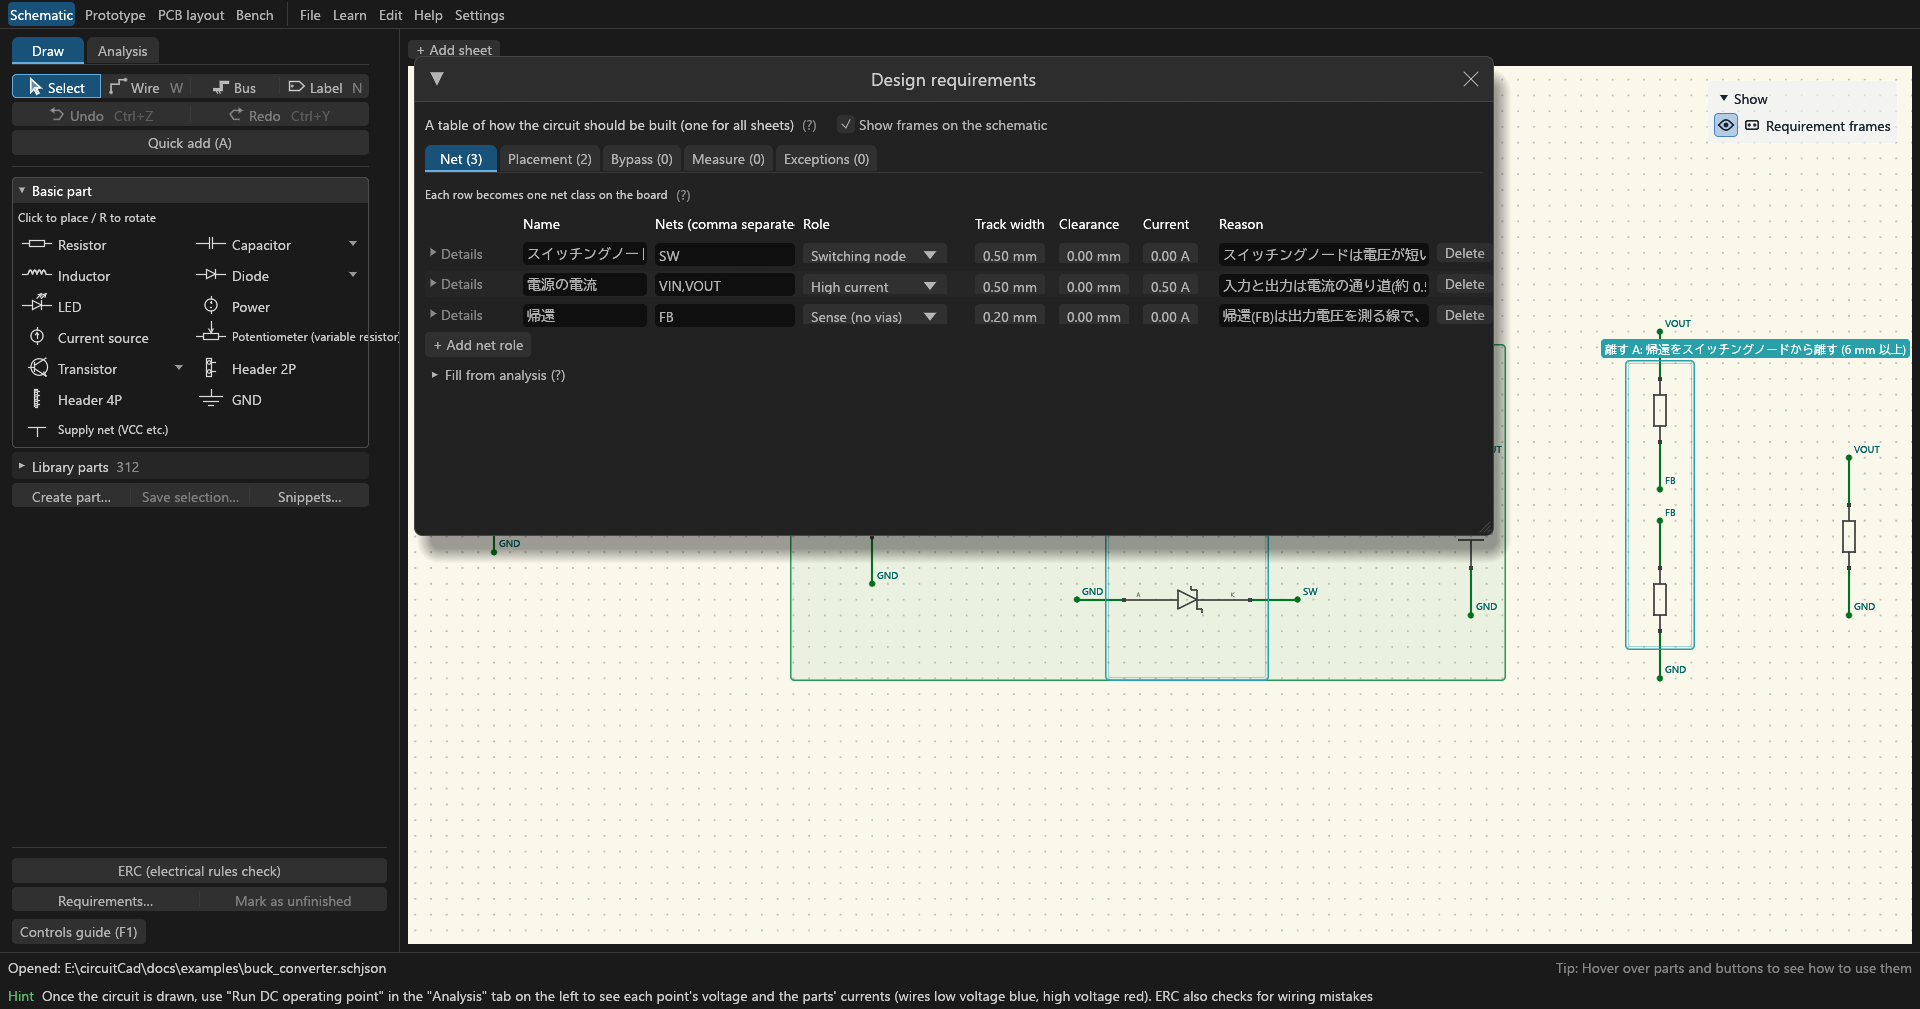 Schematic Prototype PCB layout Bench File Learn Edit Help Settings
Draw Analysis
+ Add sheet
Select Wire W Bus Label N
Undo Ctrl+Z Redo Ctrl+Y
Quick add (A)
Basic part
Click to place / R to rotate
Resistor Capacitor
Inductor Diode
LED Power
Current source Potentiometer (variable resistor)
Transistor Header 2P
Header 4P GND
Supply net (VCC etc.)
Library parts 312
Create part... Save selection... Snippets...
ERC (electrical rules check)
Requirements... Mark as unfinished
Controls guide (F1)
Design requirements
A table of how the circuit should be built (one for all sheets) (?) Show frames on the schematic
Net (3) Placement (2) Bypass (0) Measure (0) Exceptions (0)
Each row becomes one net class on the board (?)
Name Nets (comma separate Role Track width Clearance Current Reason
Details スイッチングノー SW Switching node 0.50 mm 0.00 mm 0.00 A スイッチングノードは電圧が短い Delete
Details 電源の電流 VIN,VOUT High current 0.50 mm 0.00 mm 0.50 A 入力と出力は電流の通り道(約 0. Delete
Details 帰還 FB Sense (no vias) 0.20 mm 0.00 mm 0.00 A 帰還(FB)は出力電圧を測る線で、 Delete
+ Add net role
Fill from analysis (?)
Show
Requirement frames
VOUT
離す A: 帰還をスイッチングノードから離す (6 mm 以上)
FB
FB
GND
VOUT
GND
GND
GND
GND A K SW
GND
Opened: E:\circuitCad\docs\examples\buck_converter.schjson
Tip: Hover over parts and buttons to see how to use them
Hint Once the circuit is drawn, use "Run DC operating point" in the "Analysis" tab on the left to see each point's voltage and the parts' currents (wires low voltage blue, high voltage red). ERC also checks for wiring mistakes